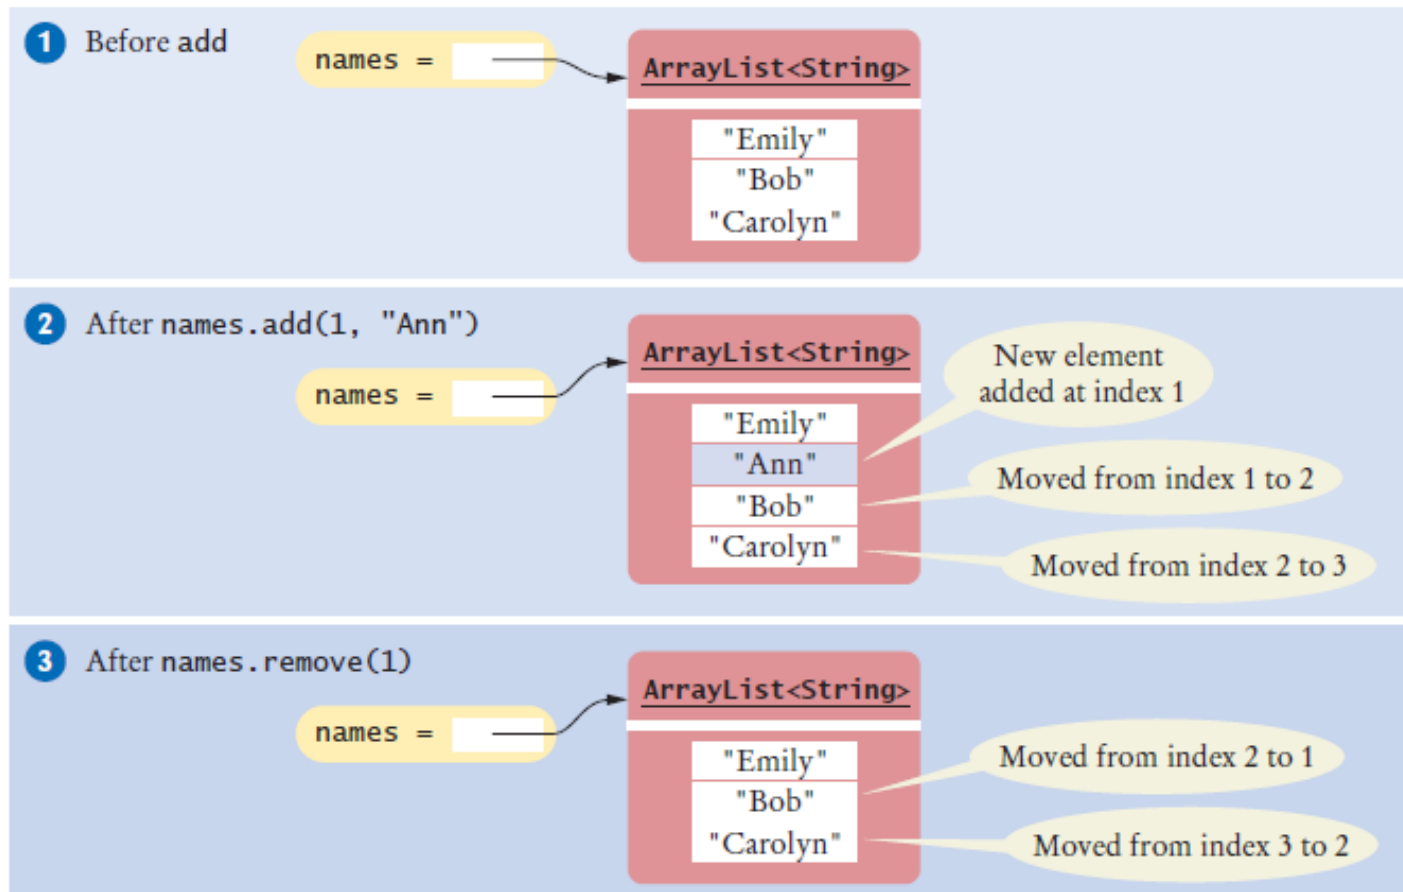 1 Before add
names =
ArrayList<String>
"Emily"
"Bob"
"Carolyn"
2 After names.add(1, "Ann")
names =
ArrayList<String>
"Emily"
"Ann"
"Bob"
"Carolyn"
New element
added at index 1
Moved from index 1 to 2
Moved from index 2 to 3
3 After names.remove(1)
names =
ArrayList<String>
"Emily"
"Bob"
"Carolyn"
Moved from index 2 to 1
Moved from index 3 to 2